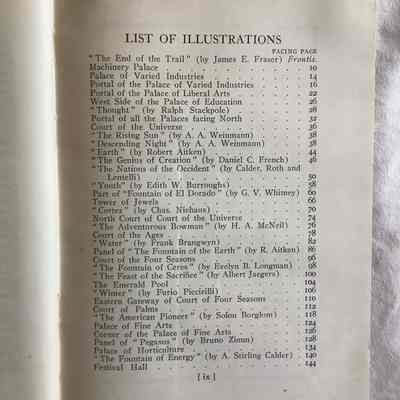 LIST OF ILLUSTRATIONS
FACING PAGE
"The End of the Trail" (by James E. Fraser) Frontis.
Machinery Palace . . . . . . . 10
Palace of Varied Industries . . . . . . 14
Portal of the Palace of Varied Industries . . . 16
Portal of the Palace of Liberal Arts . . . . 22
West Side of the Palace of Education . . . 26
"Thought" (by Ralph Stackpole) . . . . 28
Portal of all the Palaces facing North . . . 32
Court of the Universe . . . . . . 36
"The Rising Sun" (by A. A. Weinmann) . . . 38
"Descending Night" (by A. A. Weinmann) . . 38
"Earth" (by Robert Aitken) . . . . . 40
"The Genius of Creation" (by Daniel C. French) . 46
"The Nations of the Occident" (by Calder, Roth and
Lentelli) . . . . . . . . 50
"Youth" (by Edith W. Burroughs) . . . . 58
Part of "Fountain of El Dorado" (by G. V. Whitney) 60
Tower of Jewels . . . . . . . 66
"Cortez" (by Chas. Niehaus) . . . . . 70
North Court of Court of the Universe . . . 74
"The Adventurous Bowman" (by H. A. McNeil) . 76
Court of the Ages . . . . . . . 78
"Water" (by Frank Brangwyn) . . . . 82
Panel of "The Fountain of the Earth" (by R. Aitken) 86
Court of the Four Seasons . . . . . 96
"The Fountain of Ceres" (by Evelyn B. Longman) . 98
"The Feast of the Sacrifice" (by Albert Jaegers) . 100
The Emerald Pool . . . . . . . 104
"Winter" (by Furio Piccirilli) . . . . . 106
Eastern Gateway of Court of Four Seasons . . 110
Court of Palms . . . . . . . 112
"The American Pioneer" (by Solon Borglum) . . 118
Palace of Fine Arts . . . . . . . 124
Corner of the Palace of Fine Arts . . . . 126
Panel of "Pegasus" (by Bruno Zimm) . . . 128
Palace of Horticulture . . . . . . 134
"The Fountain of Energy" (by A. Stirling Calder) . 140
Festival Hall . . . . . . . . 144
[ ix ]